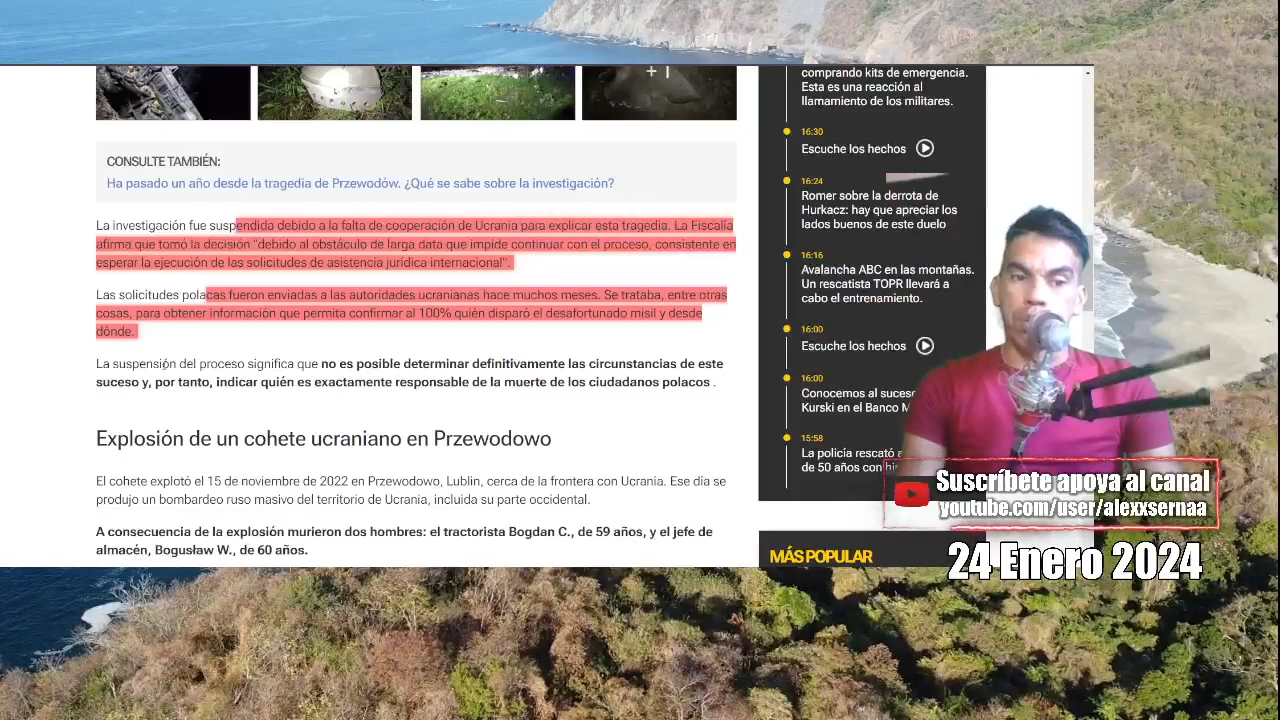 CONSULTE TAMBIÉN:
Ha pasado un año desde la tragedia de Przewodów. ¿Qué se sabe sobre la investigación?
La investigación fue suspendida debido a la falta de cooperación de Ucrania para explicar esta tragedia. La Fiscalía
afirma que tomó la decisión "debido al obstáculo de larga data que impide continuar con el proceso, consistente en
esperar la ejecución de las solicitudes de asistencia jurídica internacional".
Las solicitudes polacas fueron enviadas a las autoridades ucranianas hace muchos meses. Se trataba, entre otras
cosas, para obtener información que permita confirmar al 100% quién disparó el desafortunado misil y desde
dónde.
La suspensión del proceso significa que no es posible determinar definitivamente las circunstancias de este
suceso y, por tanto, indicar quién es exactamente responsable de la muerte de los ciudadanos polacos .
Explosión de un cohete ucraniano en Przewodowo
El cohete explotó el 15 de noviembre de 2022 en Przewodowo, Lublin, cerca de la frontera con Ucrania. Ese día se
produjo un bombardeo ruso masivo del territorio de Ucrania, incluida su parte occidental.
A consecuencia de la explosión murieron dos hombres: el tractorista Bogdan C., de 59 años, y el jefe de
almacén, Bogusław W., de 60 años.
comprando kits de emergencia.
Esta es una reacción al
llamamiento de los militares.
16:30
Escuche los hechos
16:24
Romer sobre la derrota de
Hurkacz: hay que apreciar los
lados buenos de este duelo
16:16
Avalancha ABC en las montañas.
Un rescatista TOPR llevará a
cabo el entrenamiento.
16:00
Escuche los hechos
16:00
Conocemos al suceso
Kurski en el Banco M
15:58
La policía rescató a
de 50 años con hi
MÁS POPULAR
Suscríbete apoya al canal
youtube.com/user/alexxsernaa
24 Enero 2024